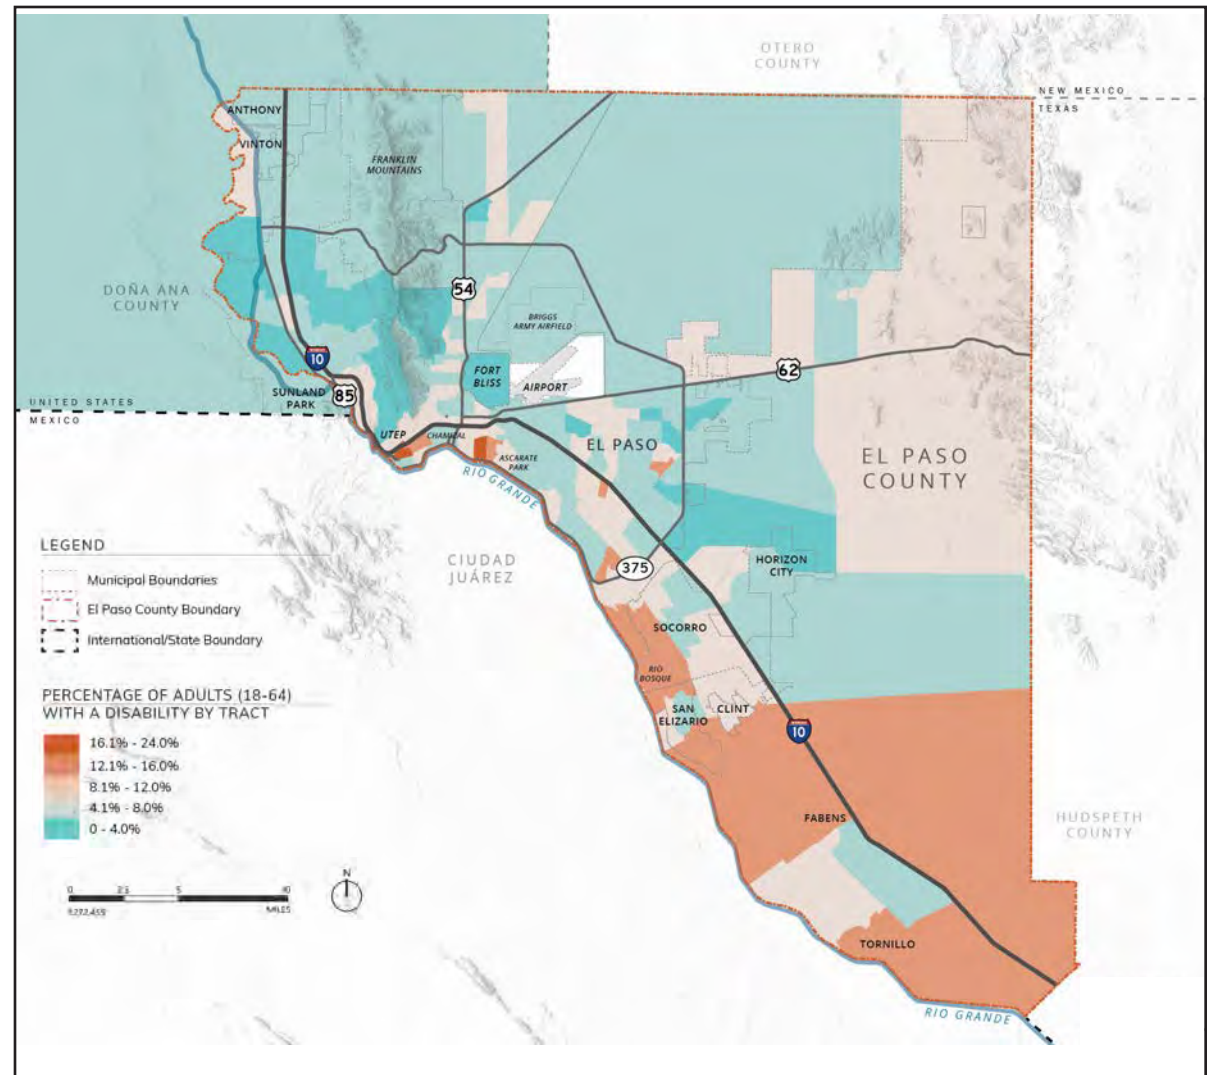 OTERO
COUNTY
NEW MEXICO
TEXAS
ANTHONY
VINTON
FRANKLIN
MOUNTAINS
DOÑA ANA
COUNTY
54
BRIGGS
ARMY AIRFIELD
10
FORT
BLISS
AIRPORT
62
SUNLAND
PARK
85
UNITED STATES
MEXICO
UTEP
CHAMIZAL
ASCARATE
PARK
EL PASO
EL PASO
COUNTY
RIO GRANDE
CIUDAD
JUÁREZ
375
HORIZON
CITY
LEGEND
Municipal Boundaries
El Paso County Boundary
International/State Boundary
SOCORRO
RIO
BOSQUE
SAN
ELIZARIO
CLINT
10
PERCENTAGE OF ADULTS (18-64)
WITH A DISABILITY BY TRACT
16.1% - 24.0%
12.1% - 16.0%
8.1% - 12.0%
4.1% - 8.0%
0 - 4.0%
FABENS
HUDSPETH
COUNTY
N
0 2.5 5 10
MILES
TORNILLO
RIO GRANDE